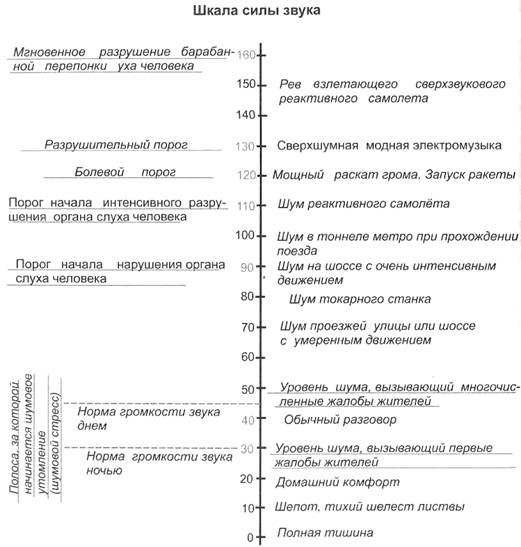 Шкала силы звука
Мгновенное разрушение барабан-
ной перепонки уха человека
160
150
Рев взлетающего сверхзвукового
реактивного самолета
140
Разрушительный порог
130
Сверхшумная модная электромузыка
Болевой порог
120
Мощный раскат грома. Запуск ракеты
Порог начала интенсивного разру-
шения органа слуха человека
110
Шум реактивного самолёта
100
Шум в тоннеле метро при прохождении
поезда
Порог начала нарушения органа
слуха человека
90
Шум на шоссе с очень интенсивным
движением
80
Шум токарного станка
70
Шум проезжей улицы или шоссе
с умеренным движением
60
50
Уровень шума, вызывающий многочис-
ленные жалобы жителей
Полоса, за которой
начинается шумовое
утомление
(шумовой стресс)
Норма громкости звука
днем
40
Обычный разговор
Норма громкости звука
ночью
30
Уровень шума, вызывающий первые
жалобы жителей
20
Домашний комфорт
10
Шепот, тихий шелест листвы
0
Полная тишина